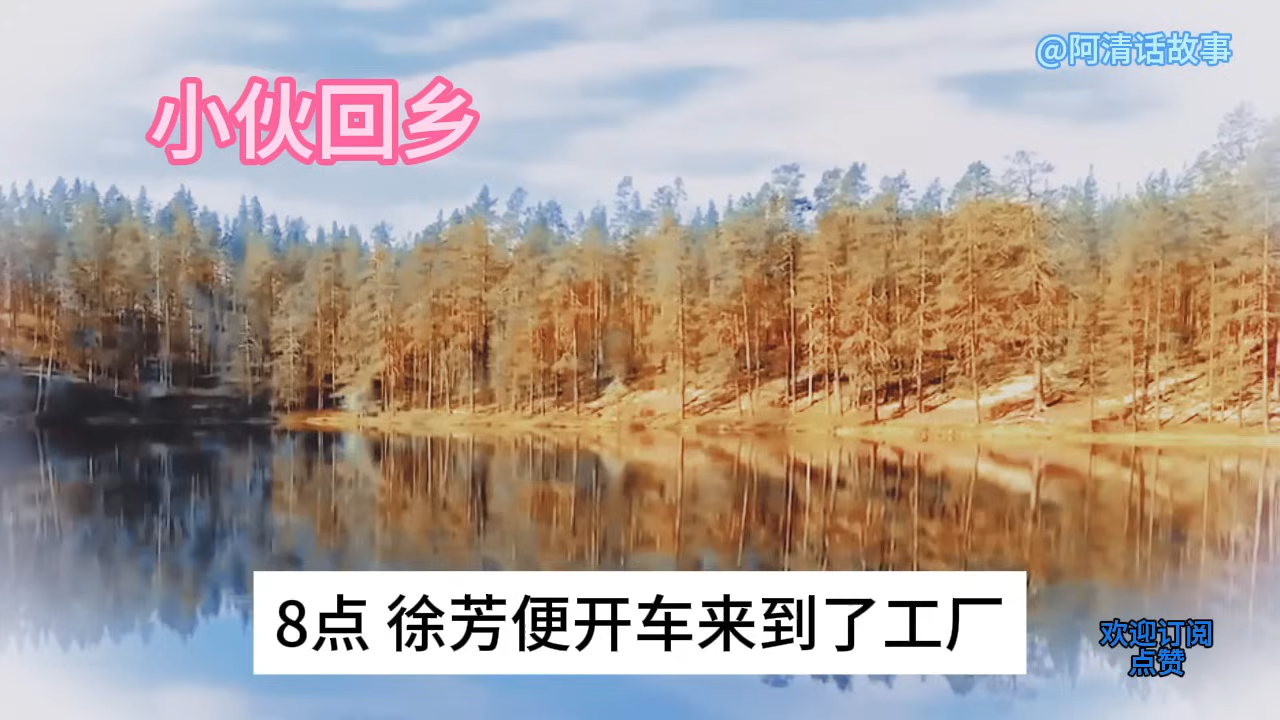 @阿清话故事
小伙回乡
8点 徐芳便开车来到了工厂
欢迎订阅
点赞